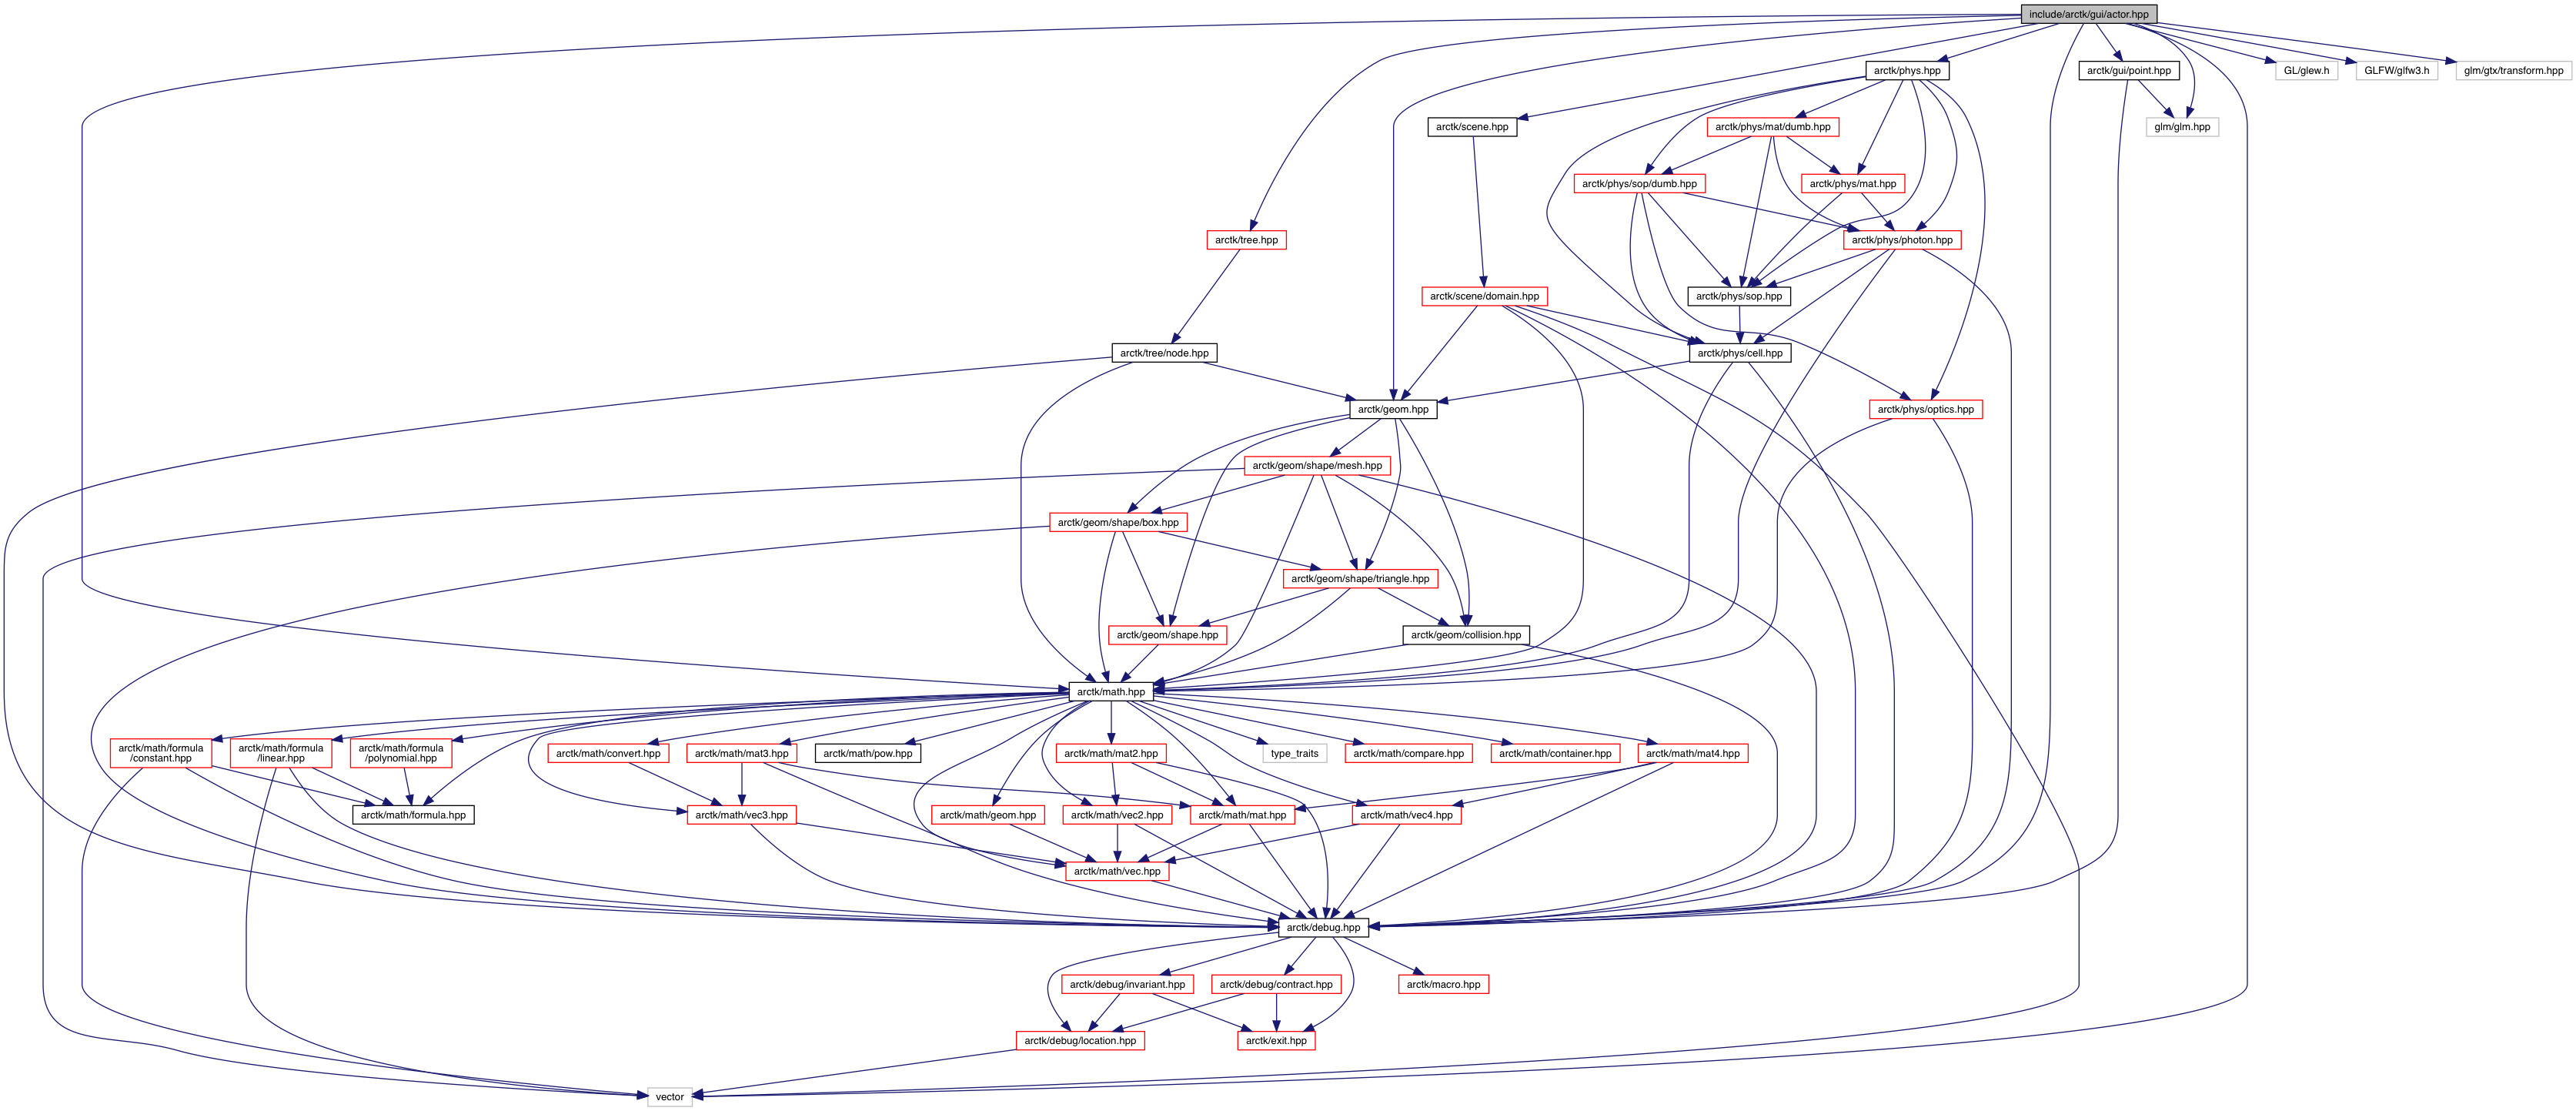 include/arctk/gui/actor.hpp
arctk/phys.hpp
arctk/gui/point.hpp
GL/glew.h
GLFW/glfw3.h
glm/gtx/transform.hpp
arctk/scene.hpp
arctk/phys/mat/dumb.hpp
glm/glm.hpp
arctk/phys/sop/dumb.hpp
arctk/phys/mat.hpp
arctk/tree.hpp
arctk/phys/photon.hpp
arctk/scene/domain.hpp
arctk/phys/sop.hpp
arctk/tree/node.hpp
arctk/phys/cell.hpp
arctk/geom.hpp
arctk/phys/optics.hpp
arctk/geom/shape/mesh.hpp
arctk/geom/shape/box.hpp
arctk/geom/shape/triangle.hpp
arctk/geom/shape.hpp
arctk/geom/collision.hpp
arctk/math.hpp
arctk/math/formula
/constant.hpp
arctk/math/formula
/linear.hpp
arctk/math/formula
/polynomial.hpp
arctk/math/convert.hpp
arctk/math/mat3.hpp
arctk/math/pow.hpp
arctk/math/mat2.hpp
type_traits
arctk/math/compare.hpp
arctk/math/container.hpp
arctk/math/mat4.hpp
arctk/math/formula.hpp
arctk/math/vec3.hpp
arctk/math/geom.hpp
arctk/math/vec2.hpp
arctk/math/mat.hpp
arctk/math/vec4.hpp
arctk/math/vec.hpp
arctk/debug.hpp
arctk/debug/invariant.hpp
arctk/debug/contract.hpp
arctk/macro.hpp
arctk/debug/location.hpp
arctk/exit.hpp
vector